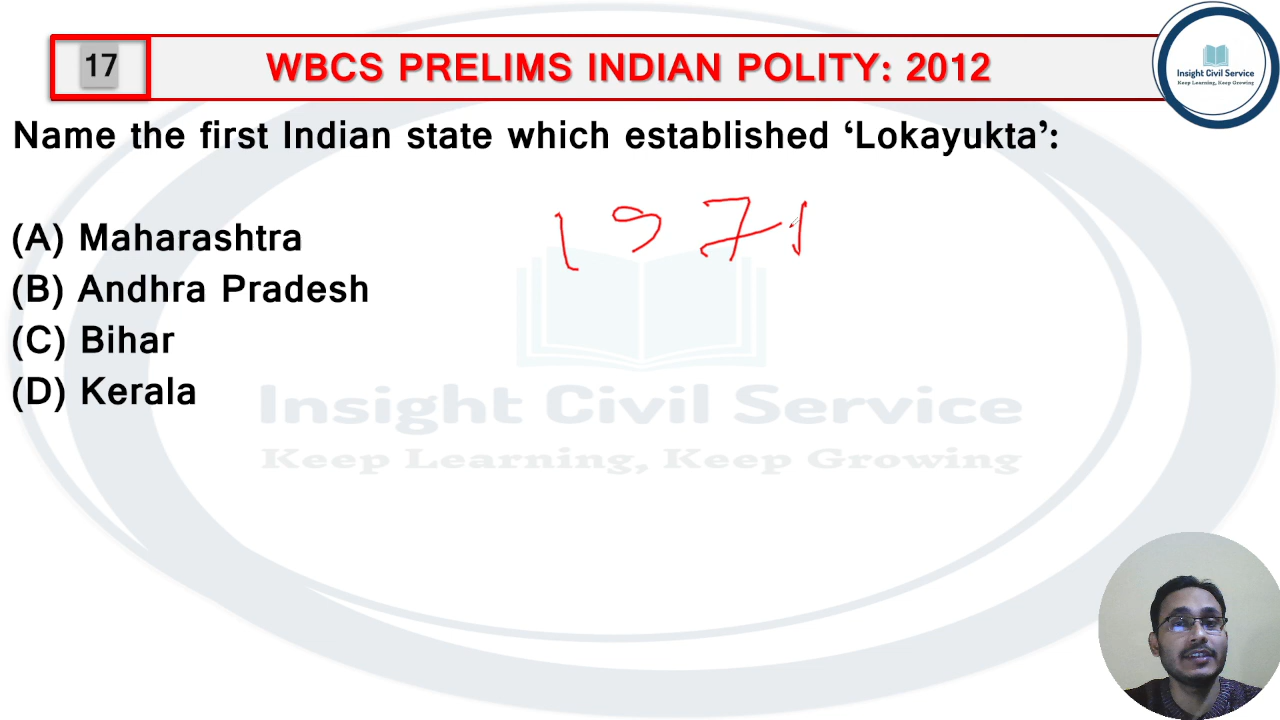 17
WBCS PRELIMS INDIAN POLITY: 2012
Insight Civil Service
Keep Learning, Keep Growing
Name the first Indian state which established ‘Lokayukta’:
1971
(A) Maharashtra
(B) Andhra Pradesh
(C) Bihar
(D) Kerala
Insight Civil Service
Keep Learning, Keep Growing